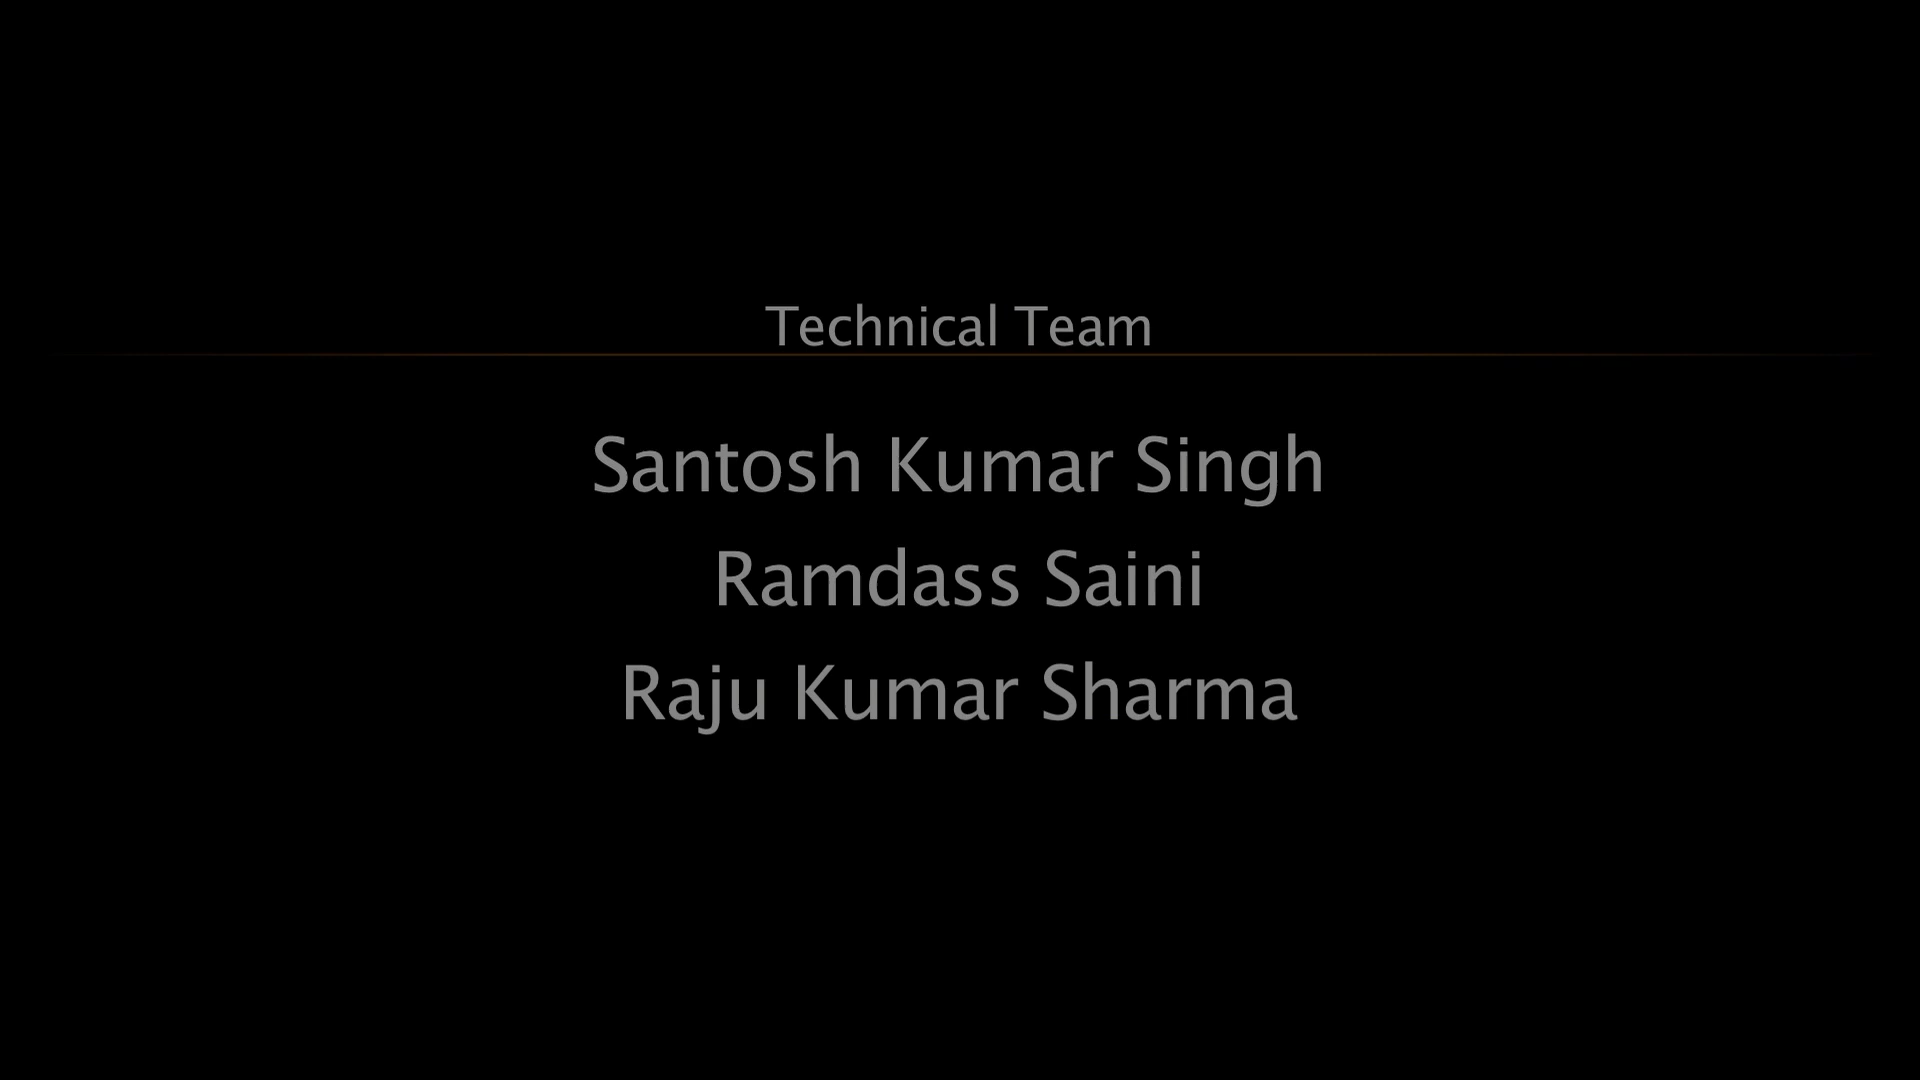 Technical Team
Santosh Kumar Singh
Ramdass Saini
Raju Kumar Sharma